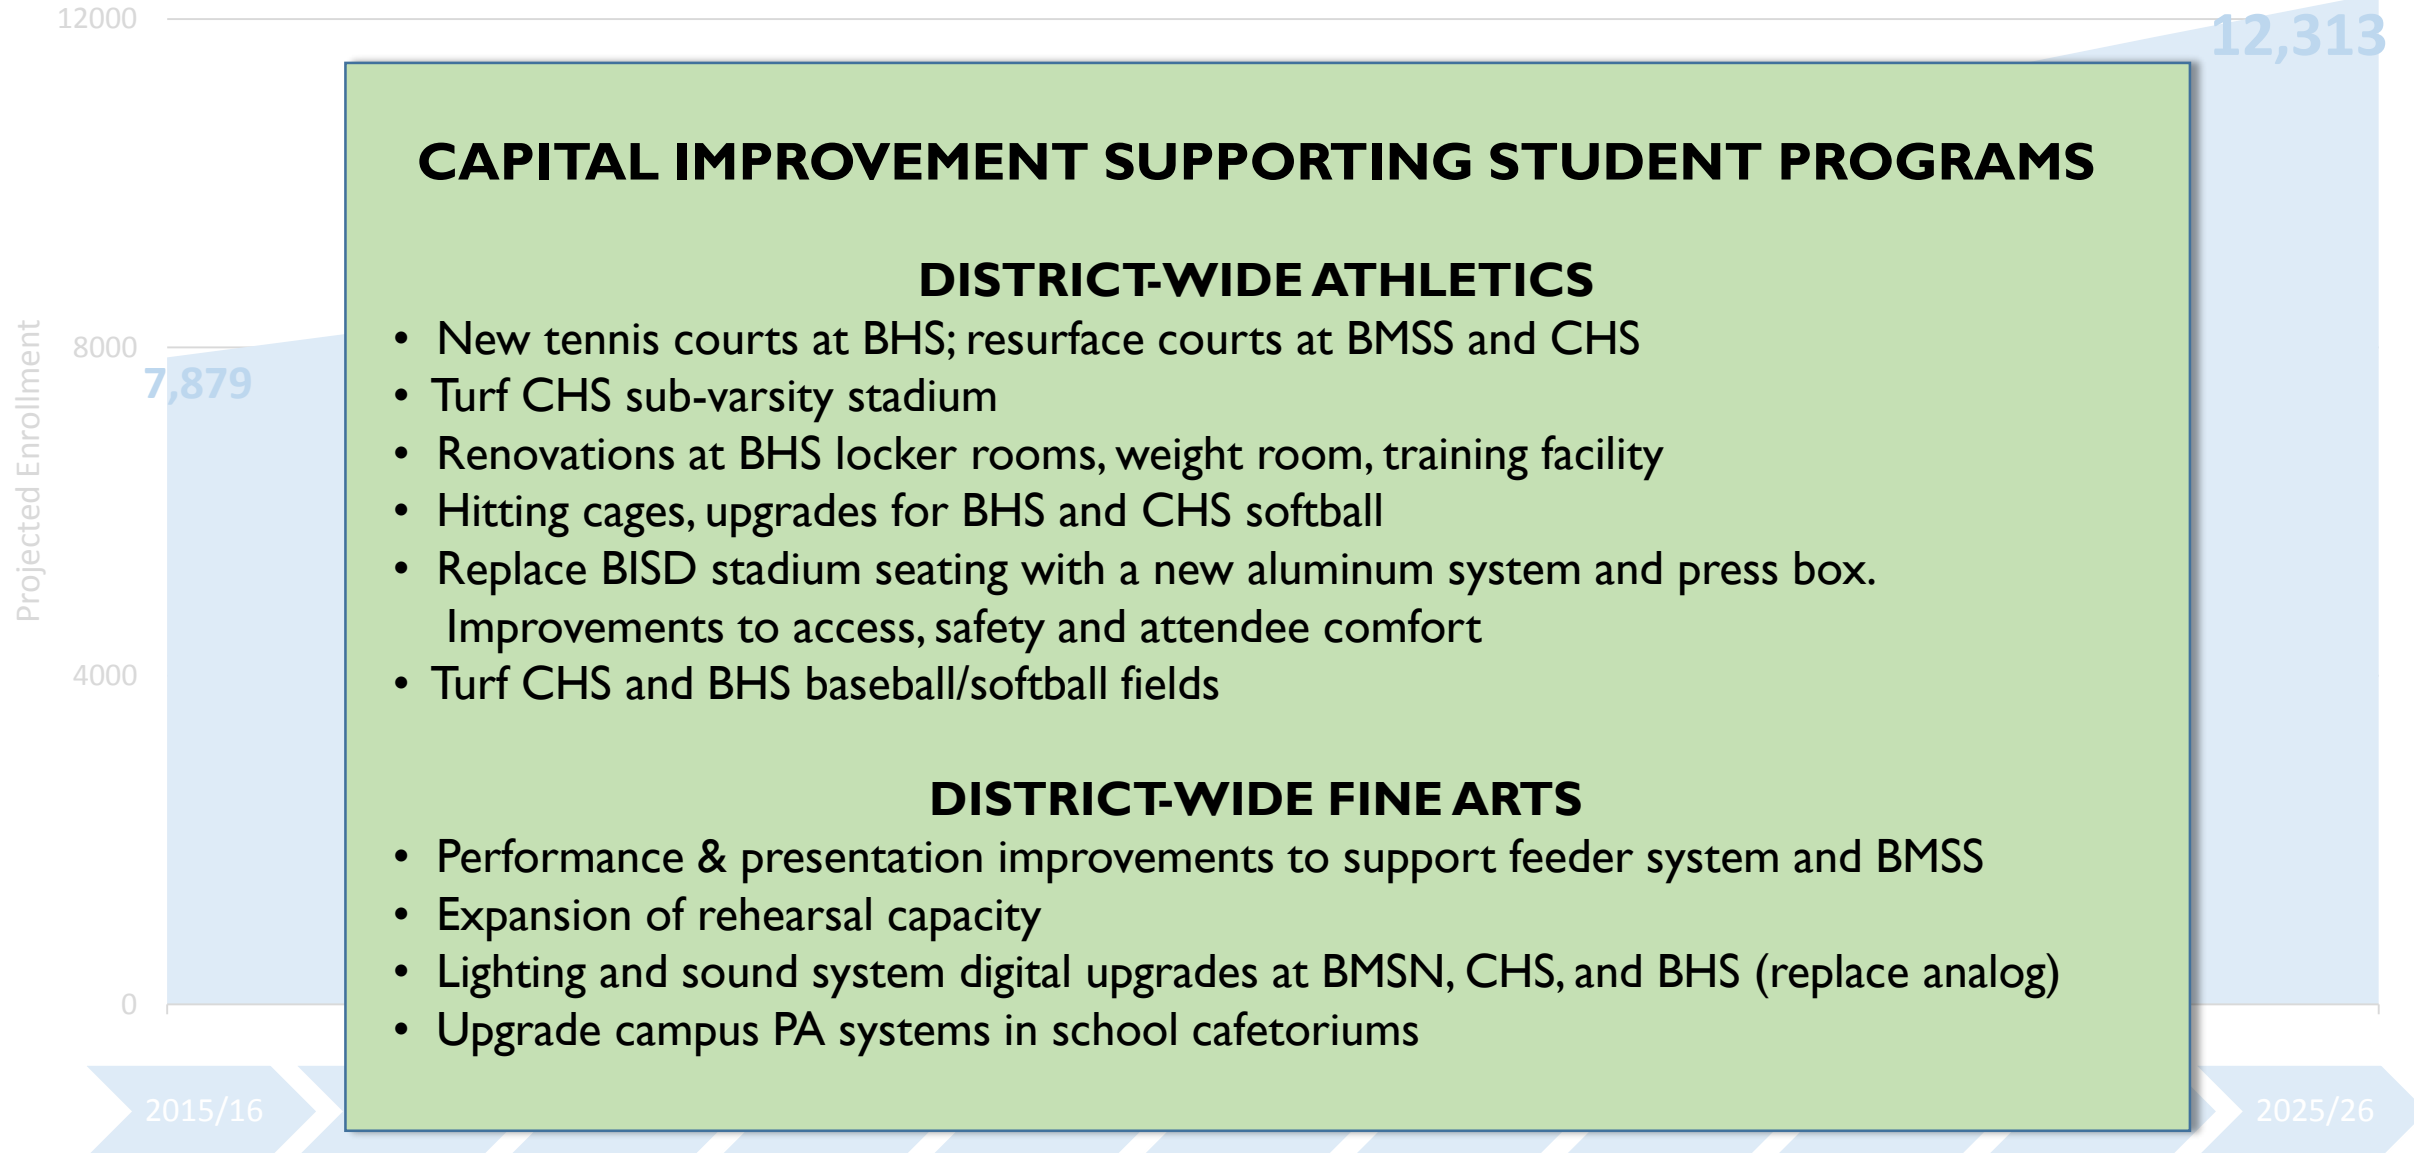 12000
12,313
CAPITAL IMPROVEMENT SUPPORTING STUDENT PROGRAMS
DISTRICT-WIDE ATHLETICS
• New tennis courts at BHS; resurface courts at BMSS and CHS
• Turf CHS sub-varsity stadium
• Renovations at BHS locker rooms, weight room, training facility
• Hitting cages, upgrades for BHS and CHS softball
• Replace BISD stadium seating with a new aluminum system and press box.
Improvements to access, safety and attendee comfort
• Turf CHS and BHS baseball/softball fields
DISTRICT-WIDE FINE ARTS
• Performance & presentation improvements to support feeder system and BMSS
• Expansion of rehearsal capacity
• Lighting and sound system digital upgrades at BMSN, CHS, and BHS (replace analog)
• Upgrade campus PA systems in school cafetoriums
Projected Enrollment
8000
7,879
4000
0
2015/16
2025/26